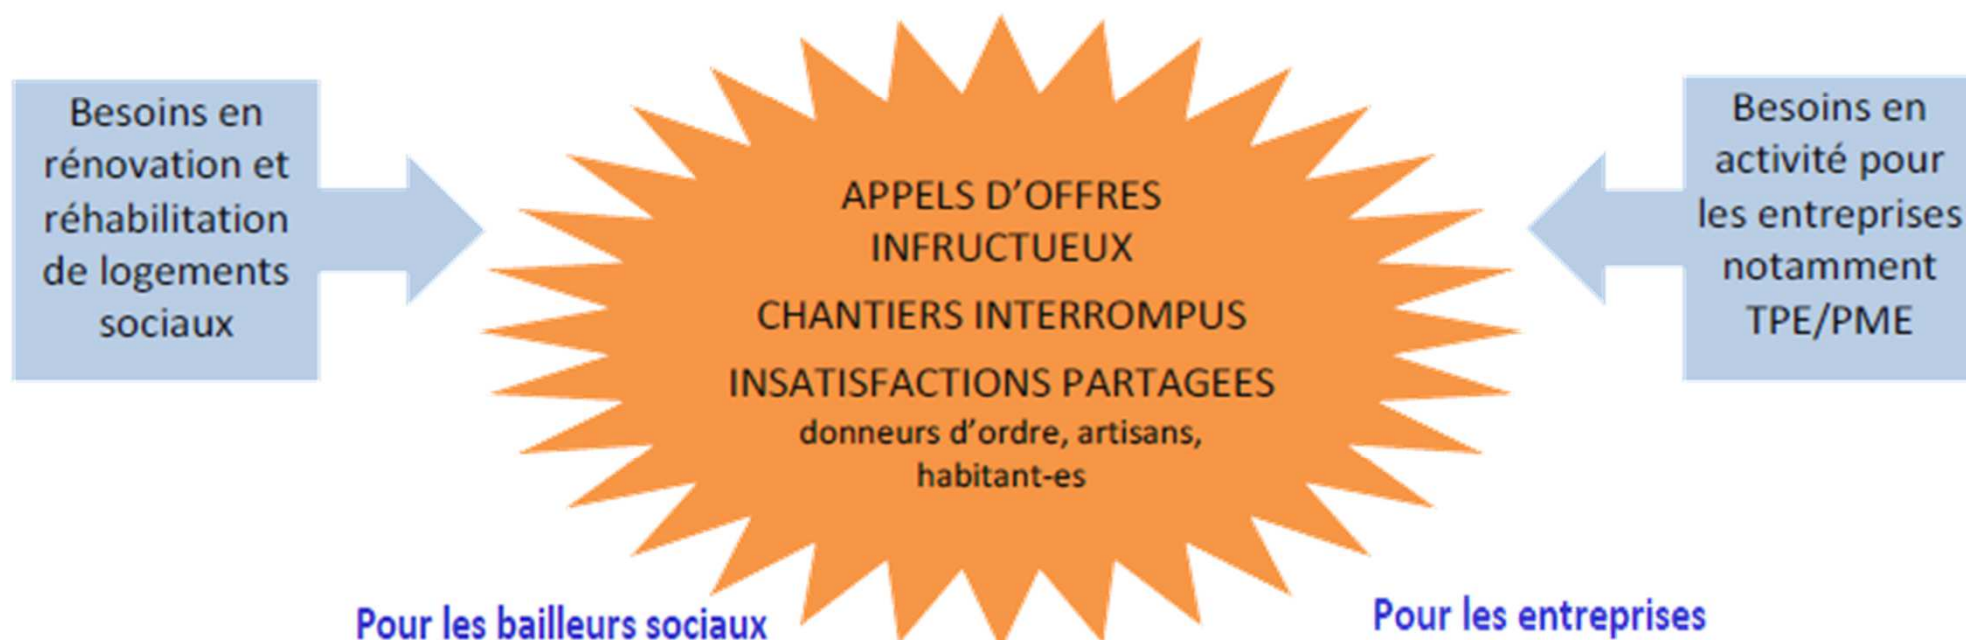 Besoins en
rénovation et
réhabilitation
de logements
sociaux
APPELS D’OFFRES
INFRUCTUEUX
CHANTIERS INTERROMPUS
INSATISFACTIONS PARTAGEES
donneurs d’ordre, artisans,
habitant-es
Besoins en
activité pour
les entreprises
notamment
TPE/PME
Pour les bailleurs sociaux
Pour les entreprises